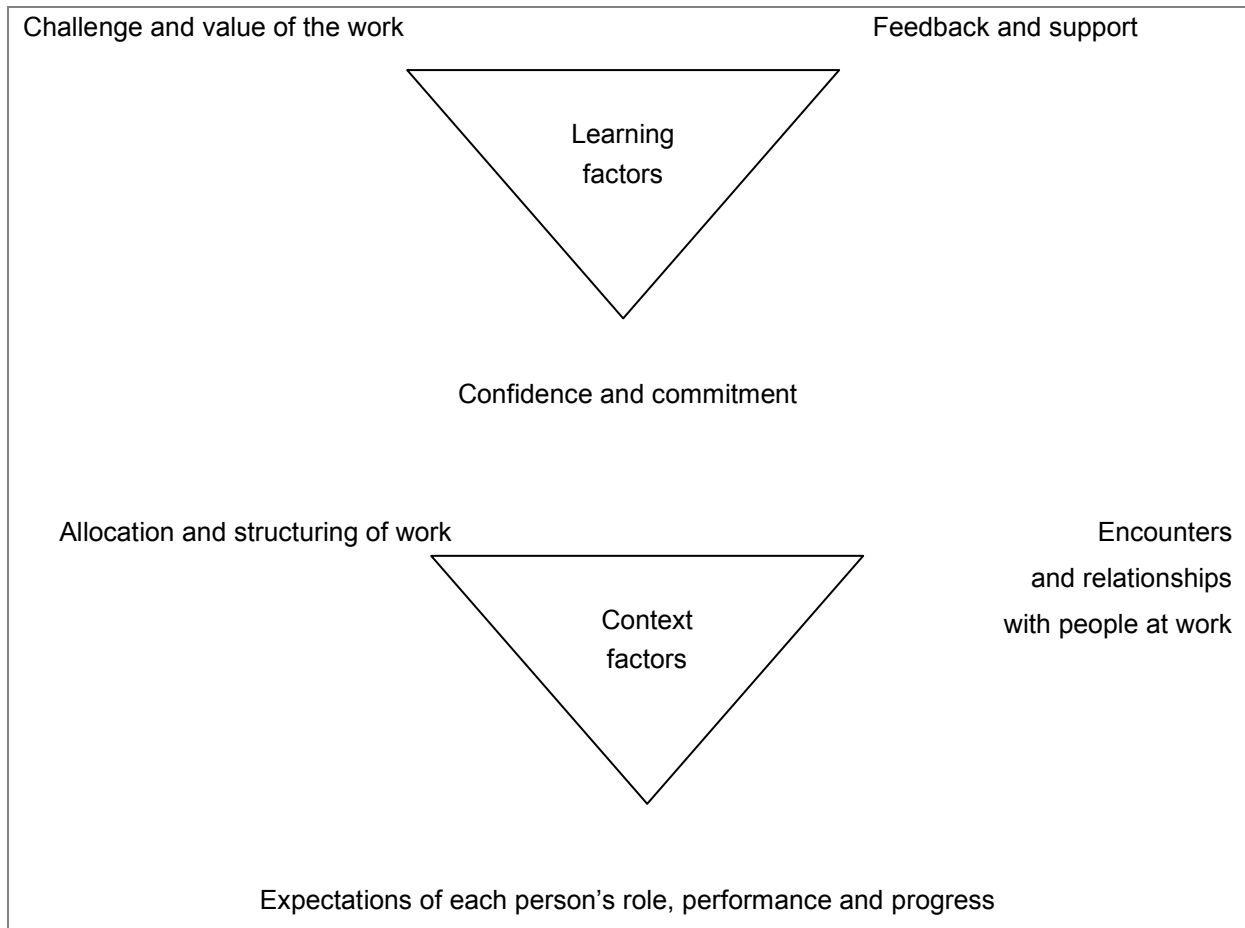 Challenge and value of the work
Feedback and support
Learning
factors
Confidence and commitment
Allocation and structuring of work
Encounters
and relationships
with people at work
Context
factors
Expectations of each person’s role, performance and progress